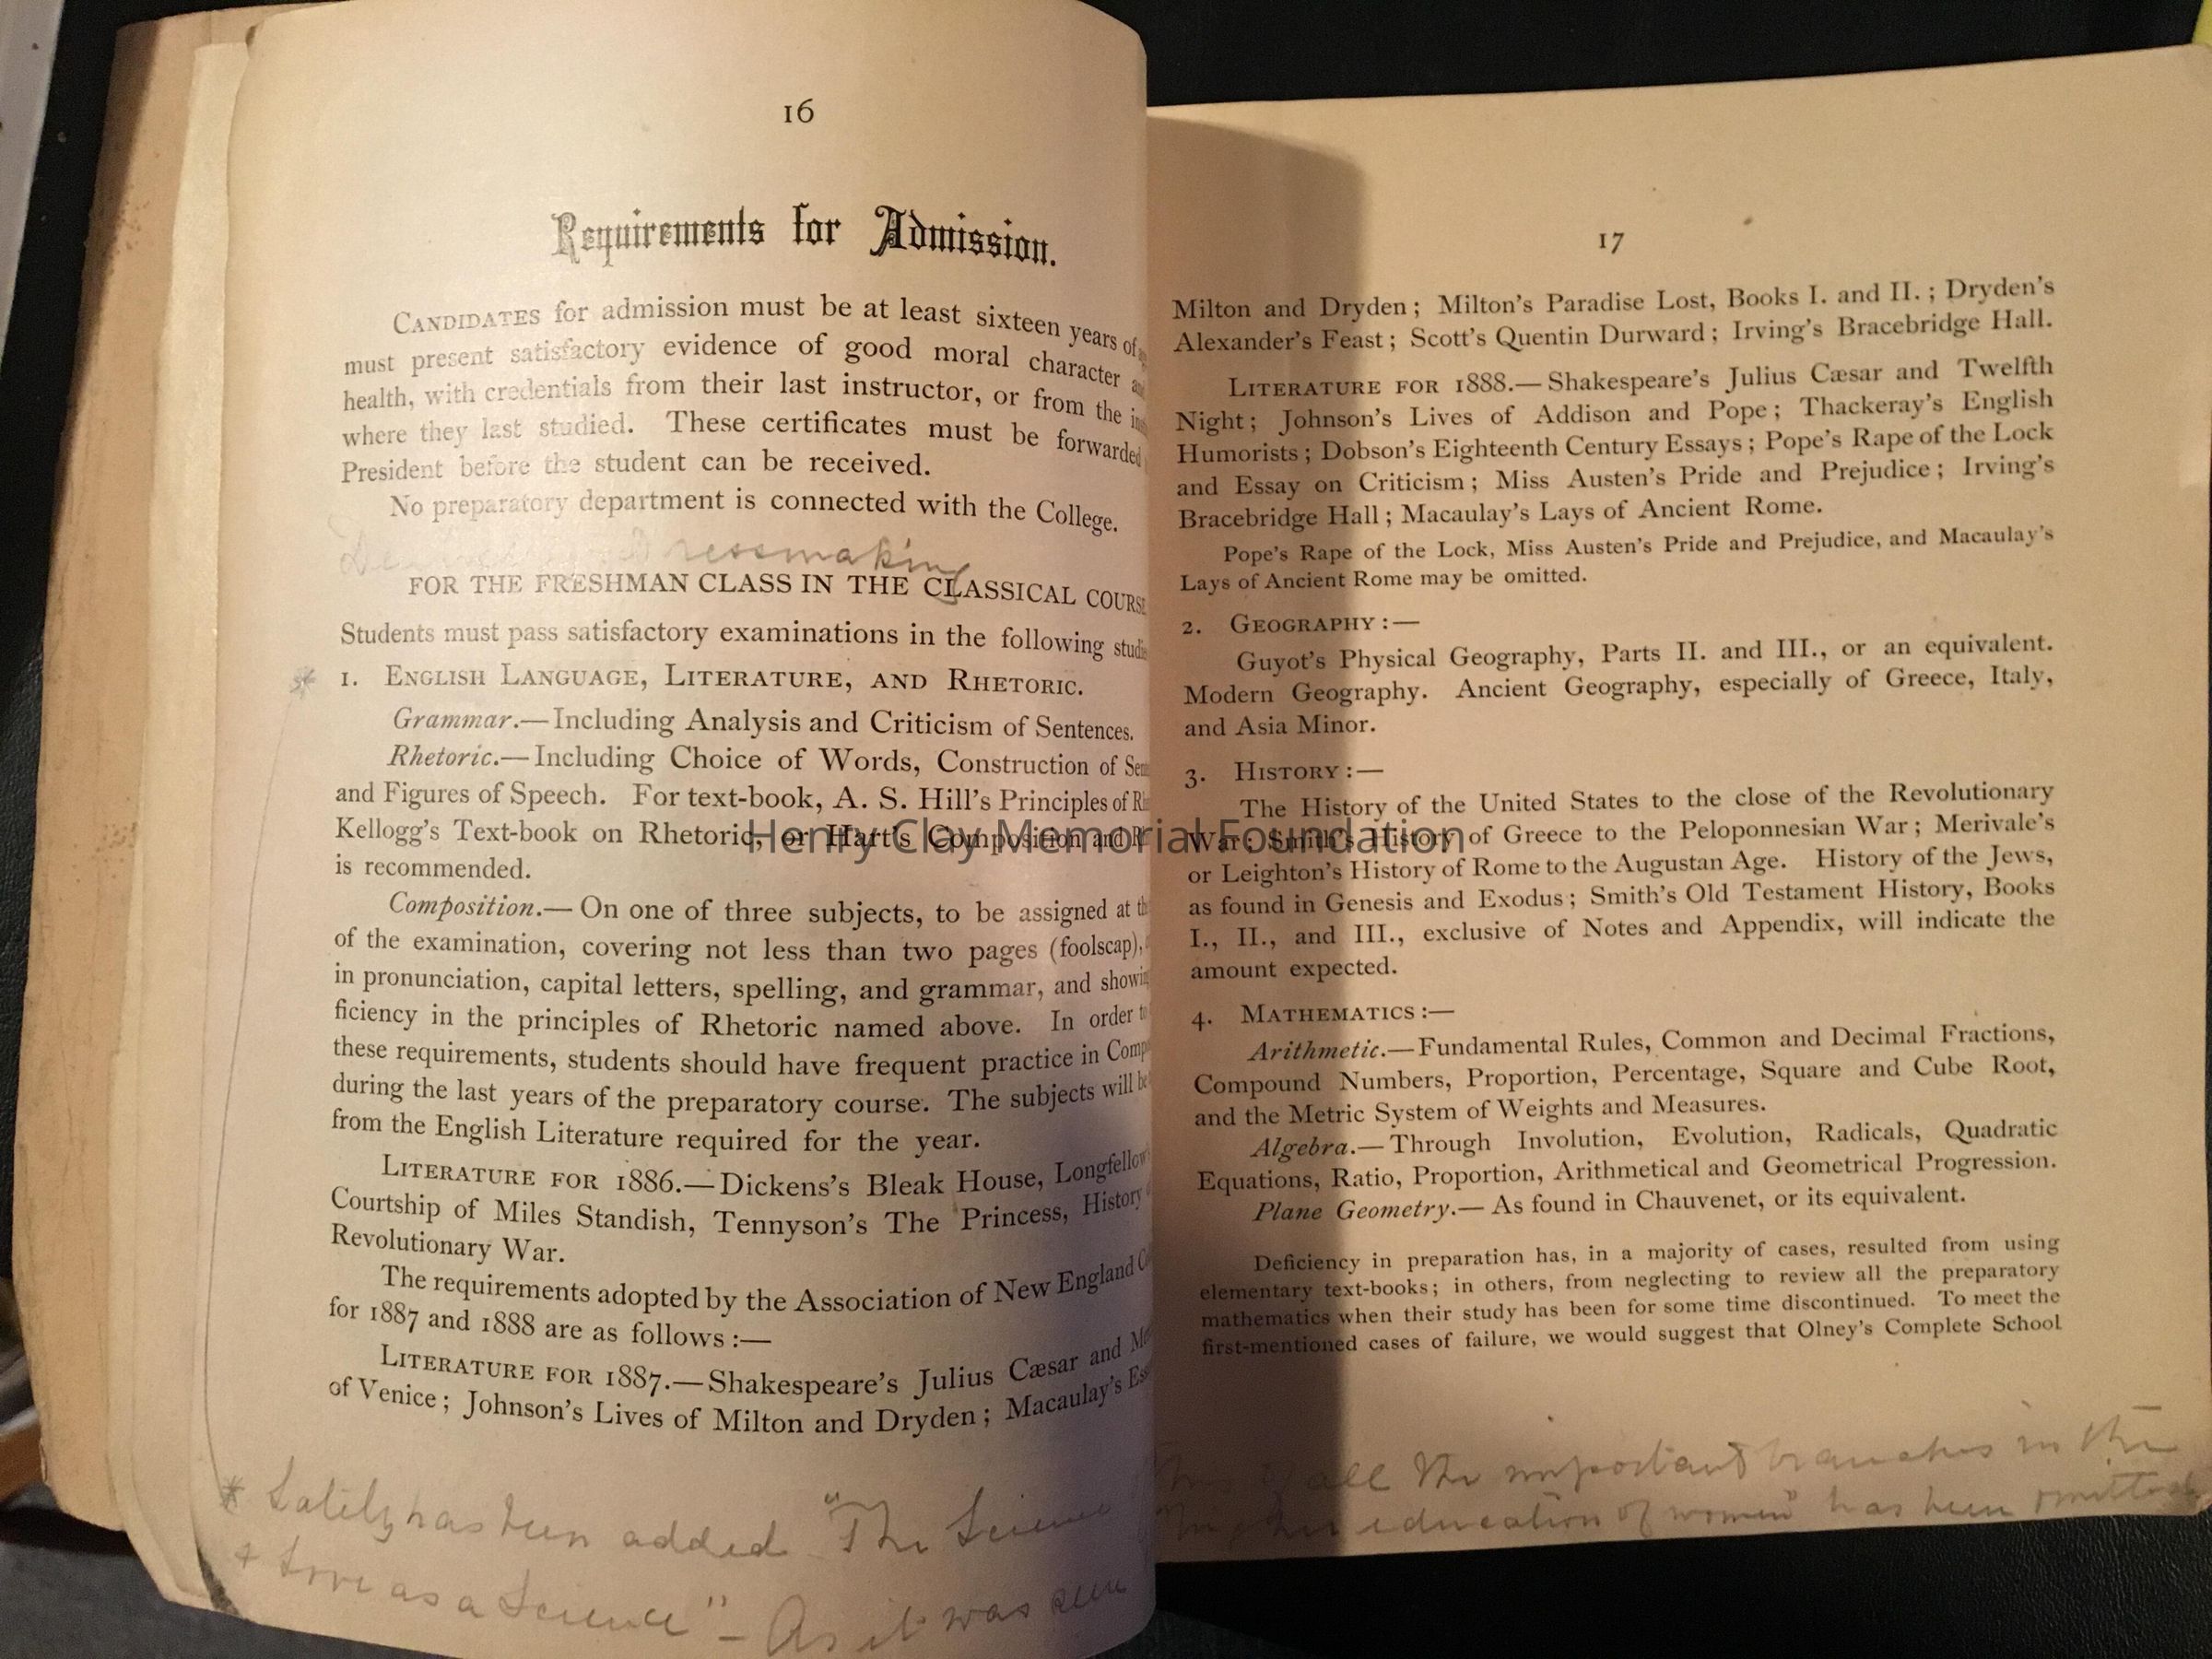 16
Requirements for Admission.
CANDIDATES for admission must be at least sixteen years of
must present satisfactory evidence of good moral character
health, with credentials from their last instructor, or from the
where they last studied. These certificates must be forwarded
President before the student can be received.
No preparatory department is connected with the College.
Dressmaking
FOR THE FRESHMAN CLASS IN THE CLASSICAL COURSE
Students must pass satisfactory examinations in the following
* 1. ENGLISH LANGUAGE, LITERATURE, AND RHETORIC.
Grammar.—Including Analysis and Criticism of Sentences.
Rhetoric.—Including Choice of Words, Construction of
and Figures of Speech. For text-book, A. S. Hill's Principles of
Kellogg's Text-book on Rhetoric, or Hart's Composition and
is recommended.
Composition.—On one of three subjects, to be assigned at
of the examination, covering not less than two pages (foolscap),
in pronunciation, capital letters, spelling, and grammar, and
ficiency in the principles of Rhetoric named above. In order
these requirements, students should have frequent practice in
during the last years of the preparatory course. The subjects will
from the English Literature required for the year.
LITERATURE FOR 1886.—Dickens's Bleak House, Longfellow
Courtship of Miles Standish, Tennyson's The Princess, History
Revolutionary War.
The requirements adopted by the Association of New England
for 1887 and 1888 are as follows:—
LITERATURE FOR 1887.—Shakespeare's Julius Cæsar and
of Venice; Johnson's Lives of Milton and Dryden; Macaulay's
* Lately has been added "The Science
& Love as a Science" – As it was
17
Milton and Dryden; Milton's Paradise Lost, Books I. and II.; Dryden's
Alexander's Feast; Scott's Quentin Durward; Irving's Bracebridge Hall.
LITERATURE FOR 1888.—Shakespeare's Julius Cæsar and Twelfth
Night; Johnson's Lives of Addison and Pope; Thackeray's English
Humorists; Dobson's Eighteenth Century Essays; Pope's Rape of the Lock
and Essay on Criticism; Miss Austen's Pride and Prejudice; Irving's
Bracebridge Hall; Macaulay's Lays of Ancient Rome.
Pope's Rape of the Lock, Miss Austen's Pride and Prejudice, and Macaulay's
Lays of Ancient Rome may be omitted.
2. GEOGRAPHY:—
Guyot's Physical Geography, Parts II. and III., or an equivalent.
Modern Geography. Ancient Geography, especially of Greece, Italy,
and Asia Minor.
3. HISTORY:—
The History of the United States to the close of the Revolutionary
War; Smith's History of Greece to the Peloponnesian War; Merivale's
or Leighton's History of Rome to the Augustan Age. History of the Jews,
as found in Genesis and Exodus; Smith's Old Testament History, Books
I., II., and III., exclusive of Notes and Appendix, will indicate the
amount expected.
4. MATHEMATICS:—
Arithmetic.—Fundamental Rules, Common and Decimal Fractions,
Compound Numbers, Proportion, Percentage, Square and Cube Root,
and the Metric System of Weights and Measures.
Algebra.—Through Involution, Evolution, Radicals, Quadratic
Equations, Ratio, Proportion, Arithmetical and Geometrical Progression.
Plane Geometry.—As found in Chauvenet, or its equivalent.
Deficiency in preparation has, in a majority of cases, resulted from using
elementary text-books; in others, from neglecting to review all the preparatory
mathematics when their study has been for some time discontinued. To meet the
first-mentioned cases of failure, we would suggest that Olney's Complete School
all the important branches in the
education of women" has been omitted
Henry Clay Memorial Foundation